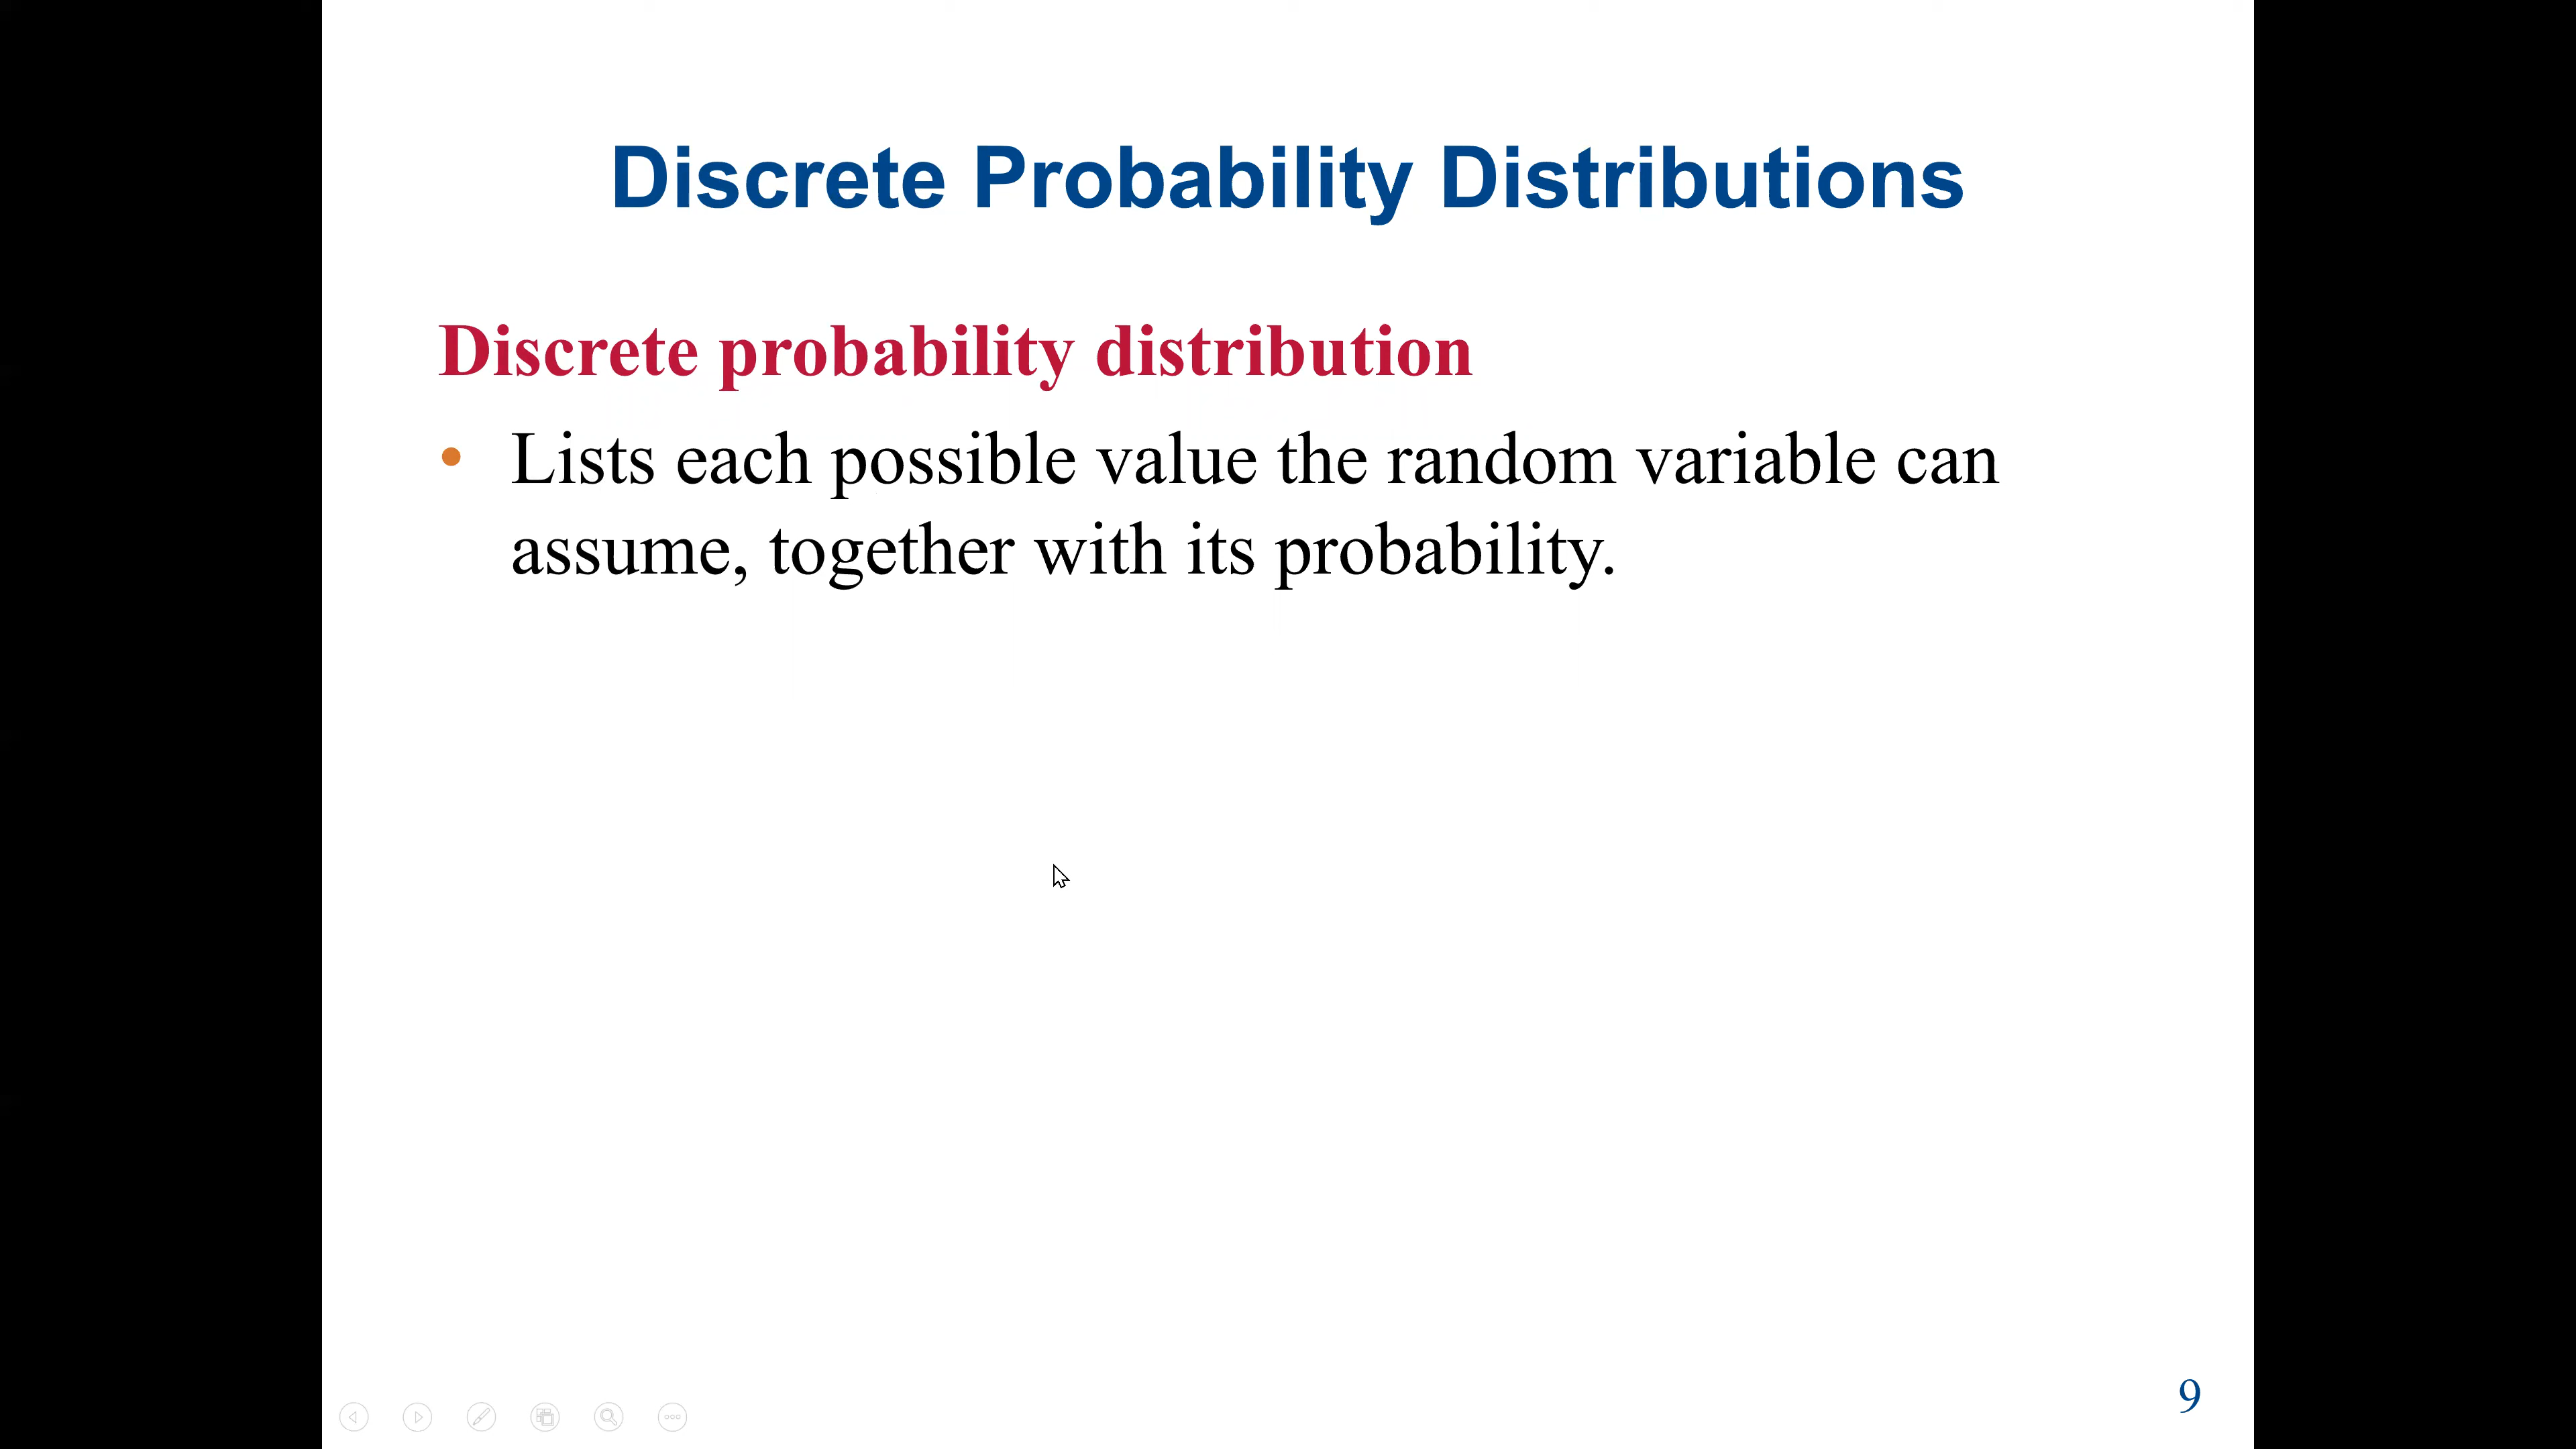 Discrete Probability Distributions
Discrete probability distribution
• Lists each possible value the random variable can
assume, together with its probability.
9